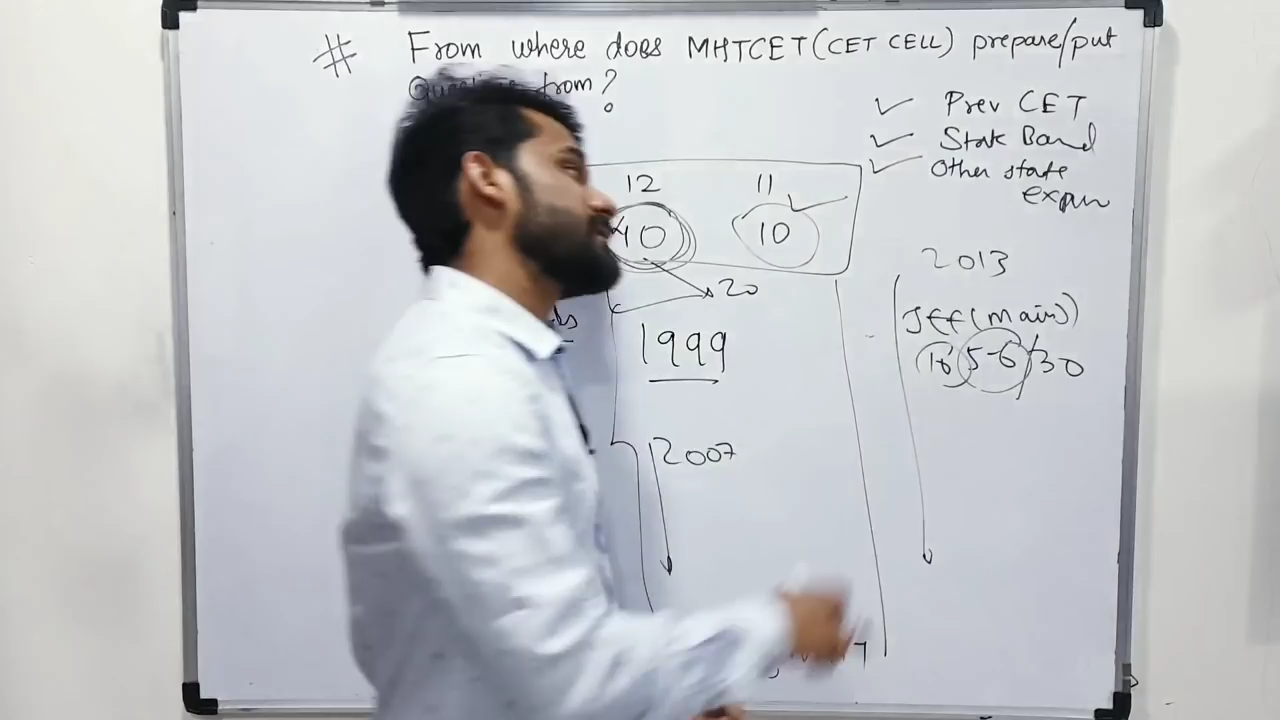 # From where does MHTCET (CET CELL) prepare/put
from?
✓ Prev CET
✓ State Board
✓ Other state
exam
12 11
40 10
20
1999
2007
2013
JEE (Main)
5-6/30